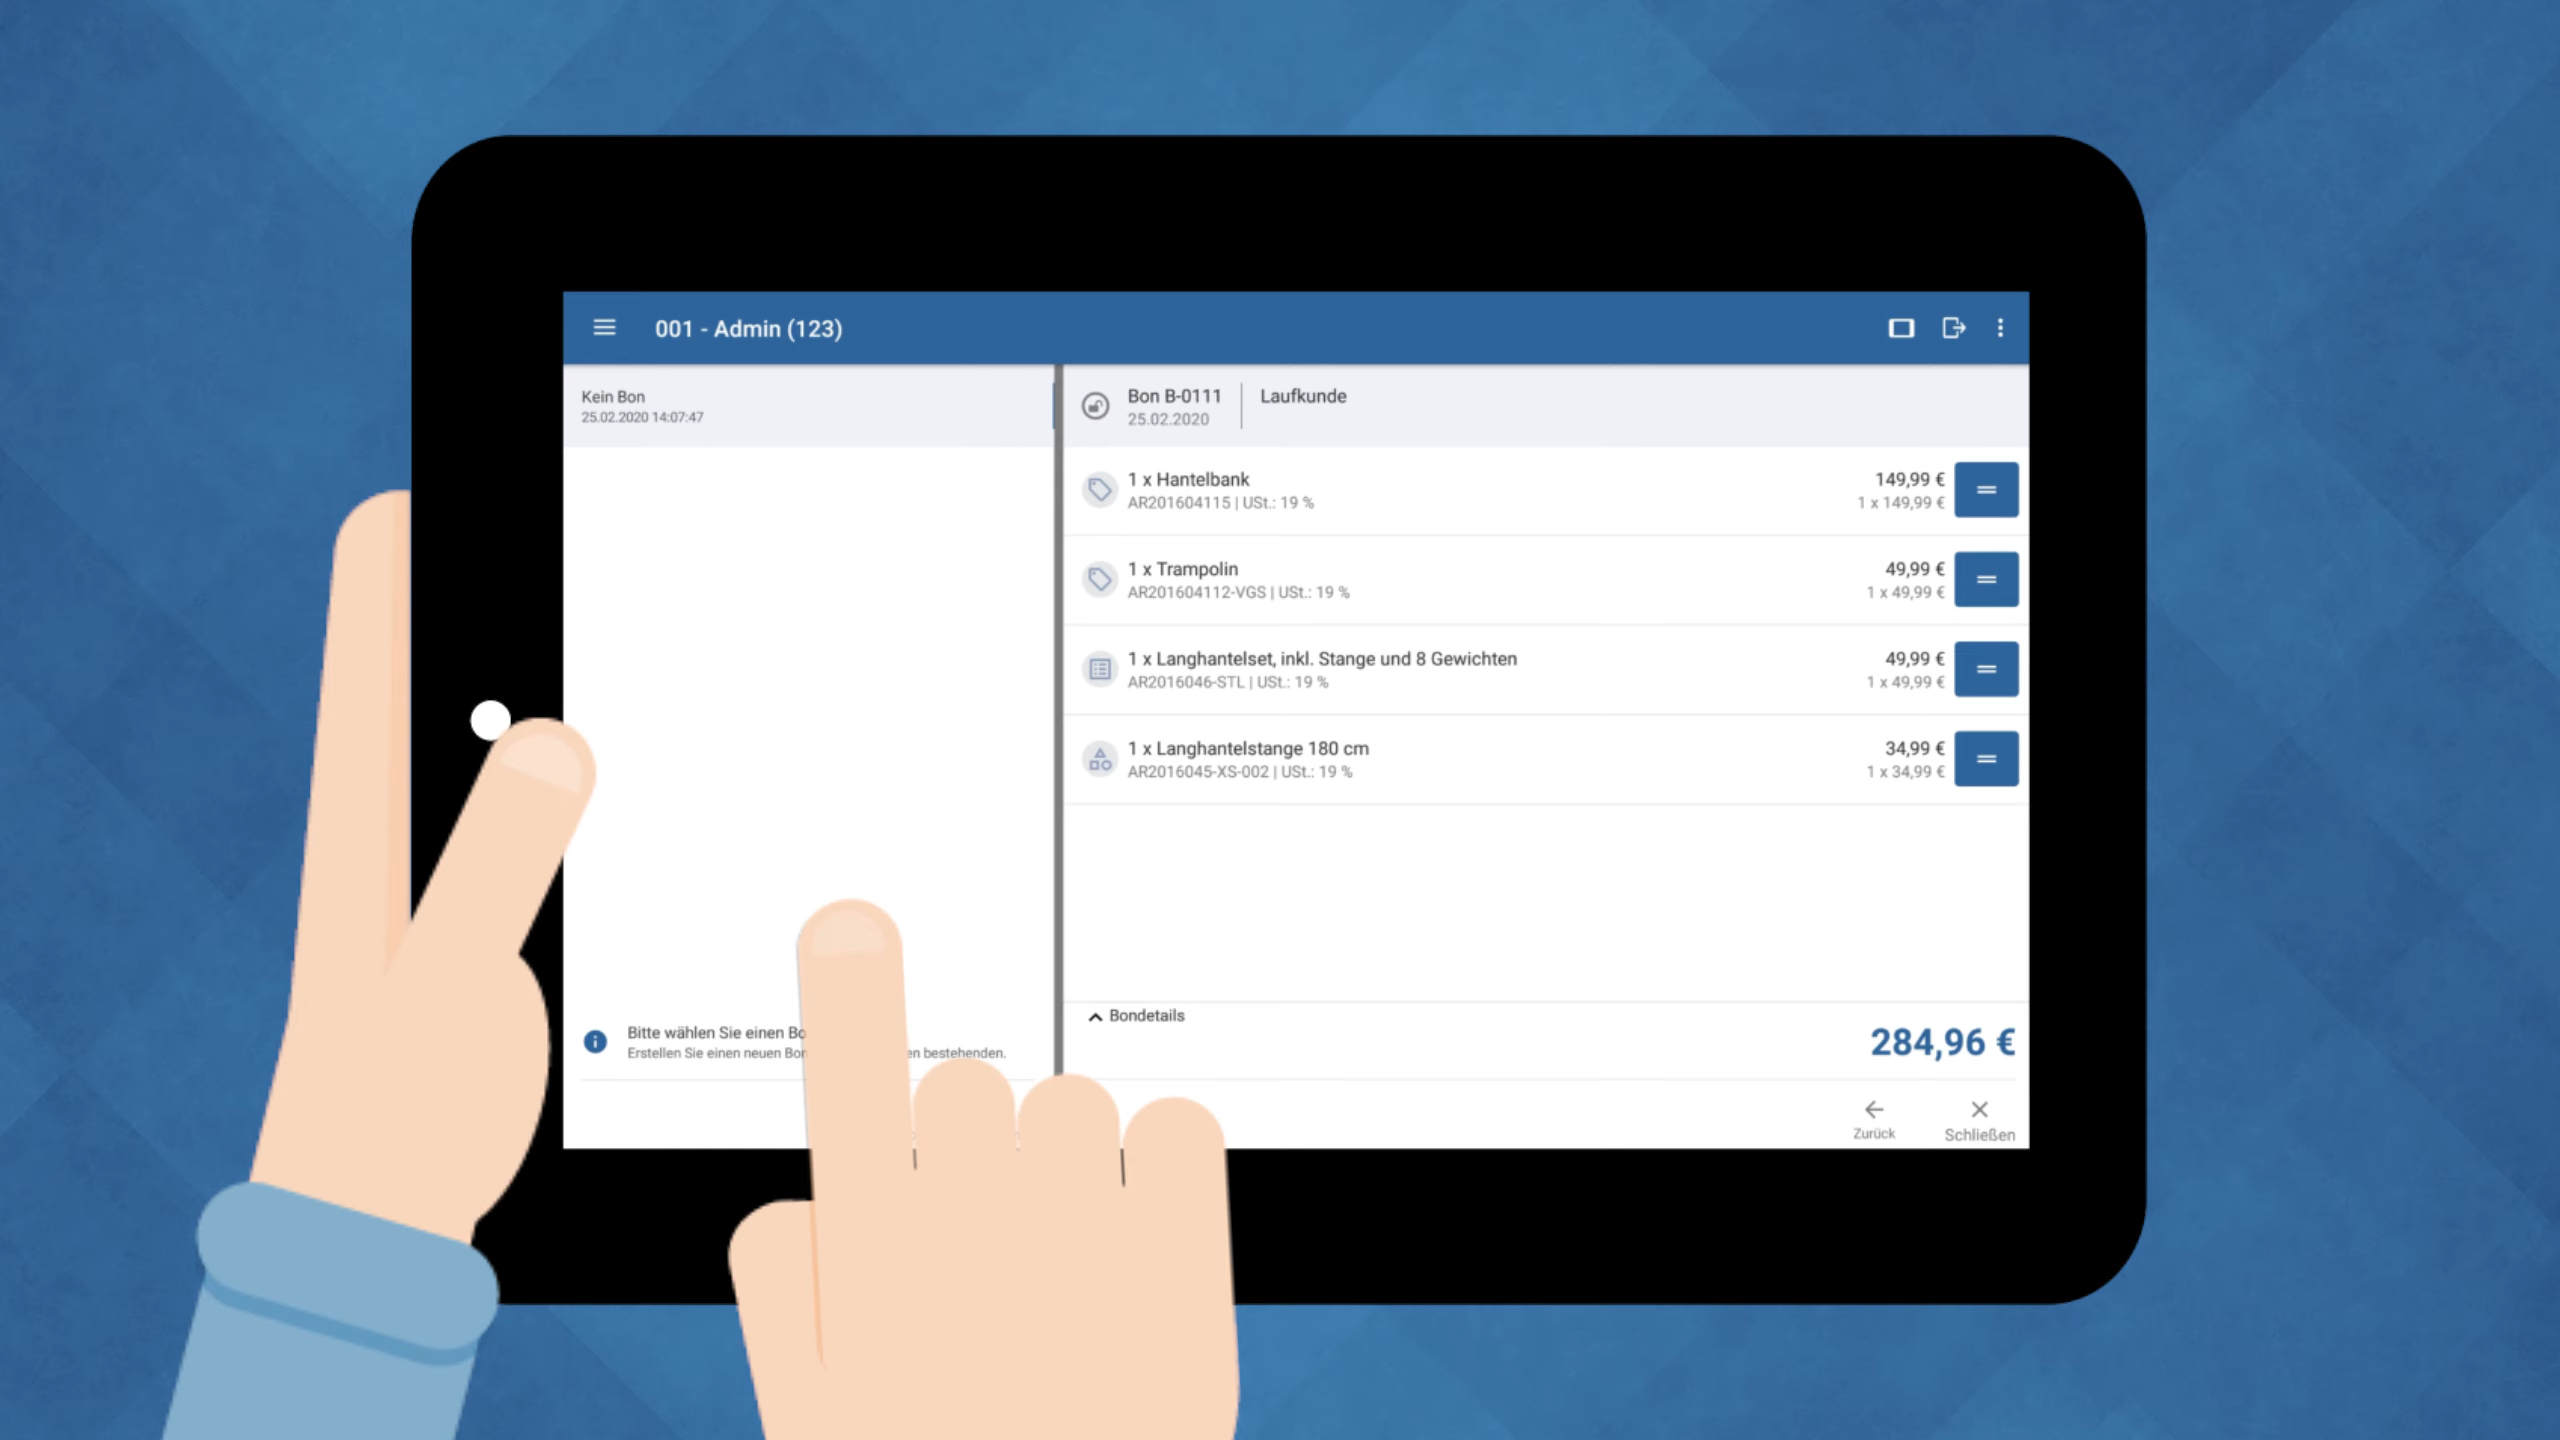 001 - Admin (123)
Kein Bon
25.02.2020 14:07:47
Bitte wählen Sie einen
Erstellen Sie einen neuen
bestehenden.
Bon B-0111
25.02.2020
Laufkunde
1 x Hantelbank
AR201604115 | USt.: 19 %
149,99 €
1 x 149,99 €
1 x Trampolin
AR201604112-VGS | USt.: 19 %
49,99 €
1 x 49,99 €
1 x Langhantelset, inkl. Stange und 8 Gewichten
AR2016046-STL | USt.: 19 %
49,99 €
1 x 49,99 €
1 x Langhantelstange 180 cm
AR2016045-XS-002 | USt.: 19 %
34,99 €
1 x 34,99 €
Bondetails
284,96 €
Zurück
Schließen